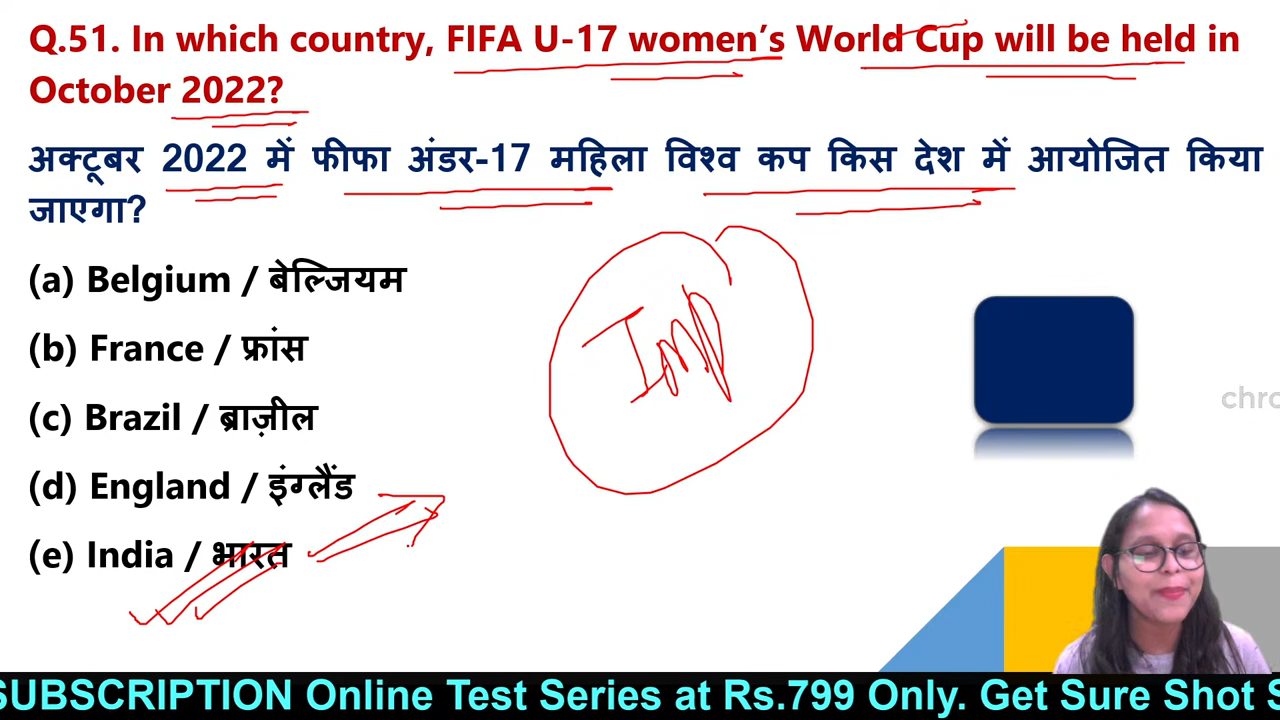 Q.51. In which country, FIFA U-17 women’s World Cup will be held in
October 2022?
अक्टूबर 2022 में फीफा अंडर-17 महिला विश्व कप किस देश में आयोजित किया
जाएगा?
(a) Belgium / बेल्जियम
(b) France / फ्रांस
(c) Brazil / ब्राज़ील
(d) England / इंग्लैंड
(e) India / भारत
Imp
chro
SUBSCRIPTION Online Test Series at Rs.799 Only. Get Sure Shot S